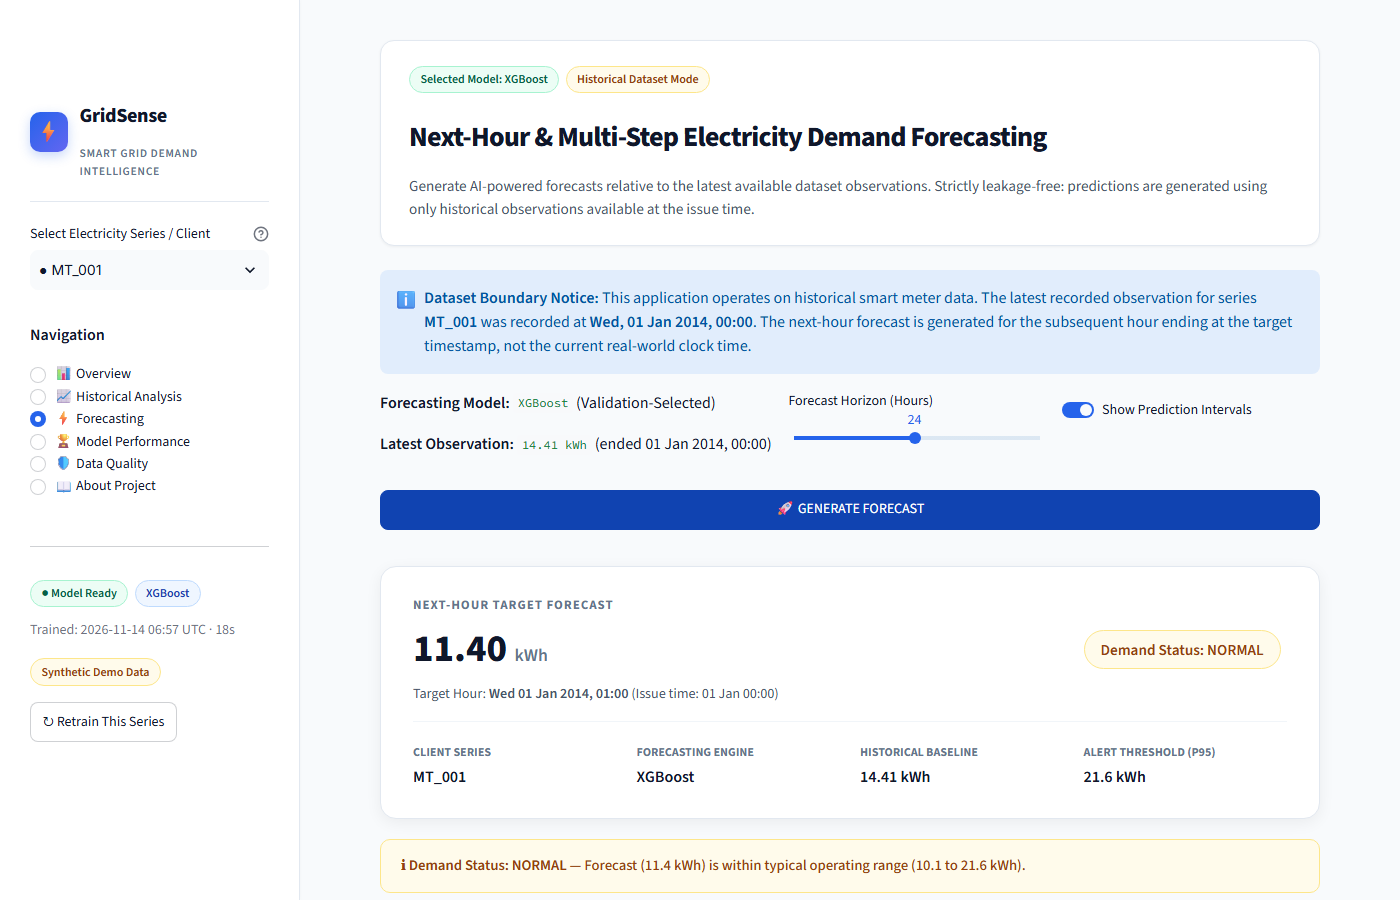 GridSense
SMART GRID DEMAND
INTELLIGENCE
Select Electricity Series / Client
● MT_001
Navigation
📊 Overview
📈 Historical Analysis
⚡ Forecasting
🏆 Model Performance
🛡️ Data Quality
📖 About Project
● Model Ready
XGBoost
Trained: 2026-11-14 06:57 UTC · 18s
Synthetic Demo Data
↻ Retrain This Series
Selected Model: XGBoost
Historical Dataset Mode
Next-Hour & Multi-Step Electricity Demand Forecasting
Generate AI-powered forecasts relative to the latest available dataset observations. Strictly leakage-free: predictions are generated using
only historical observations available at the issue time.
ℹ️ Dataset Boundary Notice: This application operates on historical smart meter data. The latest recorded observation for series
MT_001 was recorded at Wed, 01 Jan 2014, 00:00. The next-hour forecast is generated for the subsequent hour ending at the target
timestamp, not the current real-world clock time.
Forecasting Model: XGBoost (Validation-Selected)
Latest Observation: 14.41 kWh (ended 01 Jan 2014, 00:00)
Forecast Horizon (Hours)
24
Show Prediction Intervals
🚀 GENERATE FORECAST
NEXT-HOUR TARGET FORECAST
11.40 kWh
Demand Status: NORMAL
Target Hour: Wed 01 Jan 2014, 01:00 (Issue time: 01 Jan 00:00)
CLIENT SERIES
MT_001
FORECASTING ENGINE
XGBoost
HISTORICAL BASELINE
14.41 kWh
ALERT THRESHOLD (P95)
21.6 kWh
ℹ Demand Status: NORMAL — Forecast (11.4 kWh) is within typical operating range (10.1 to 21.6 kWh).